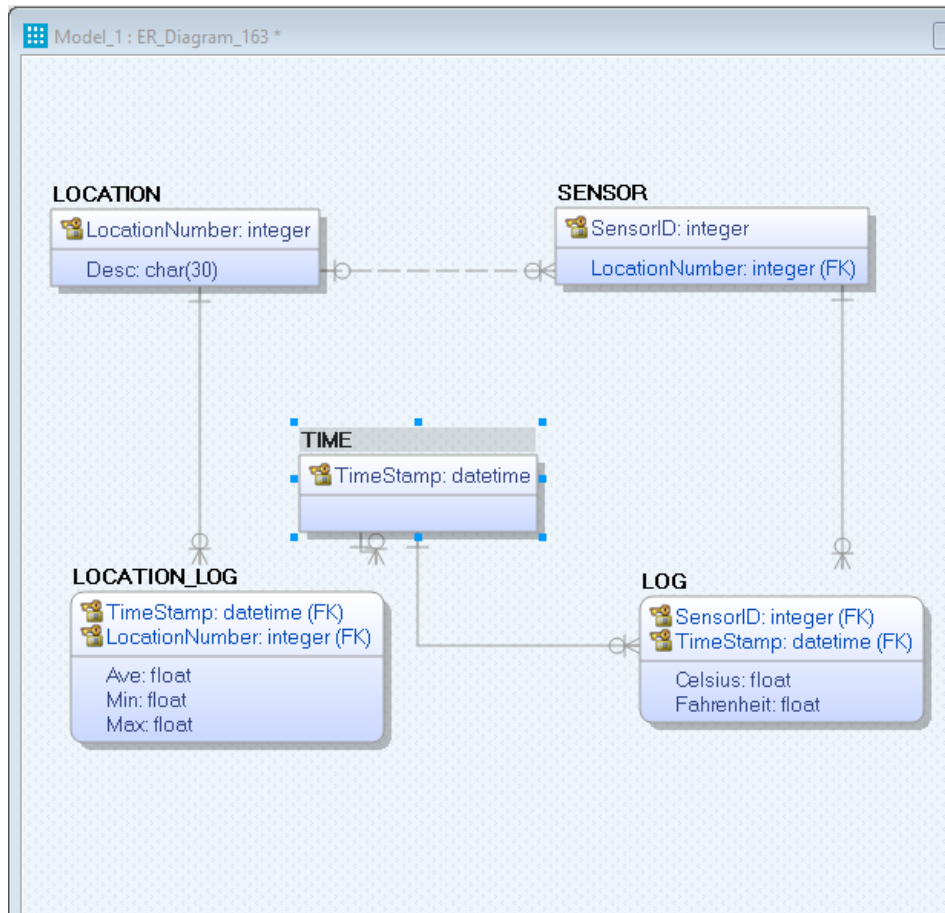 Model_1 : ER_Diagram_163 *
LOCATION
LocationNumber: integer
Desc: char(30)
SENSOR
SensorID: integer
LocationNumber: integer (FK)
TIME
TimeStamp: datetime
LOCATION_LOG
TimeStamp: datetime (FK)
LocationNumber: integer (FK)
Ave: float
Min: float
Max: float
LOG
SensorID: integer (FK)
TimeStamp: datetime (FK)
Celsius: float
Fahrenheit: float